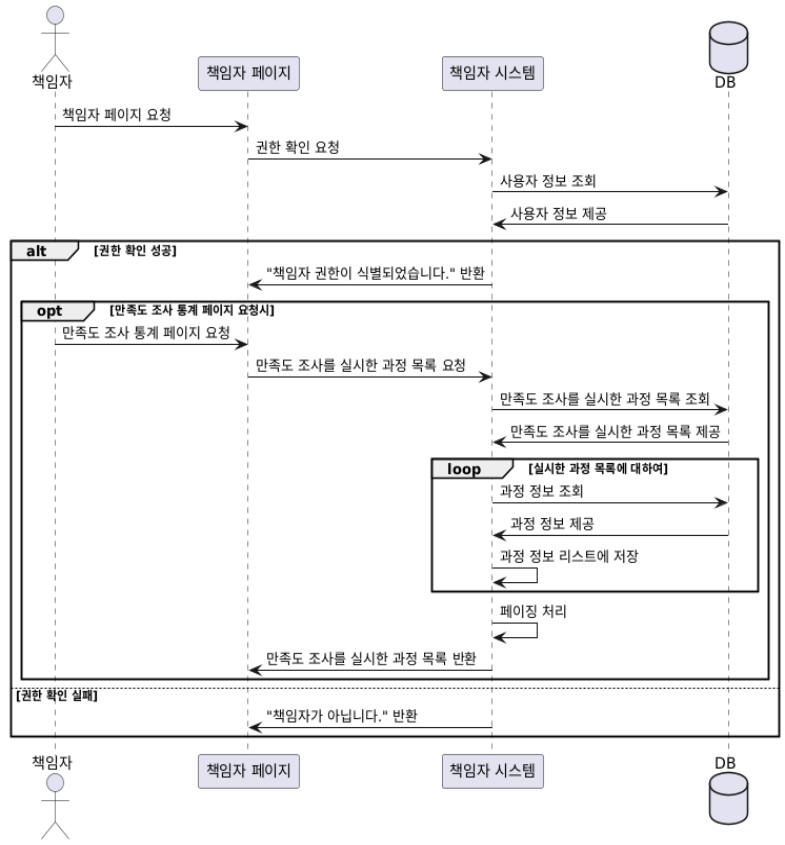 책임자
책임자 페이지
책임자 시스템
DB
책임자 페이지 요청
권한 확인 요청
사용자 정보 조회
사용자 정보 제공
alt [권한 확인 성공]
"책임자 권한이 식별되었습니다." 반환
opt [만족도 조사 통계 페이지 요청시]
만족도 조사 통계 페이지 요청
만족도 조사를 실시한 과정 목록 요청
만족도 조사를 실시한 과정 목록 조회
만족도 조사를 실시한 과정 목록 제공
loop [실시한 과정 목록에 대하여]
과정 정보 조회
과정 정보 제공
과정 정보 리스트에 저장
페이징 처리
만족도 조사를 실시한 과정 목록 반환
[권한 확인 실패]
"책임자가 아닙니다." 반환
책임자
책임자 페이지
책임자 시스템
DB